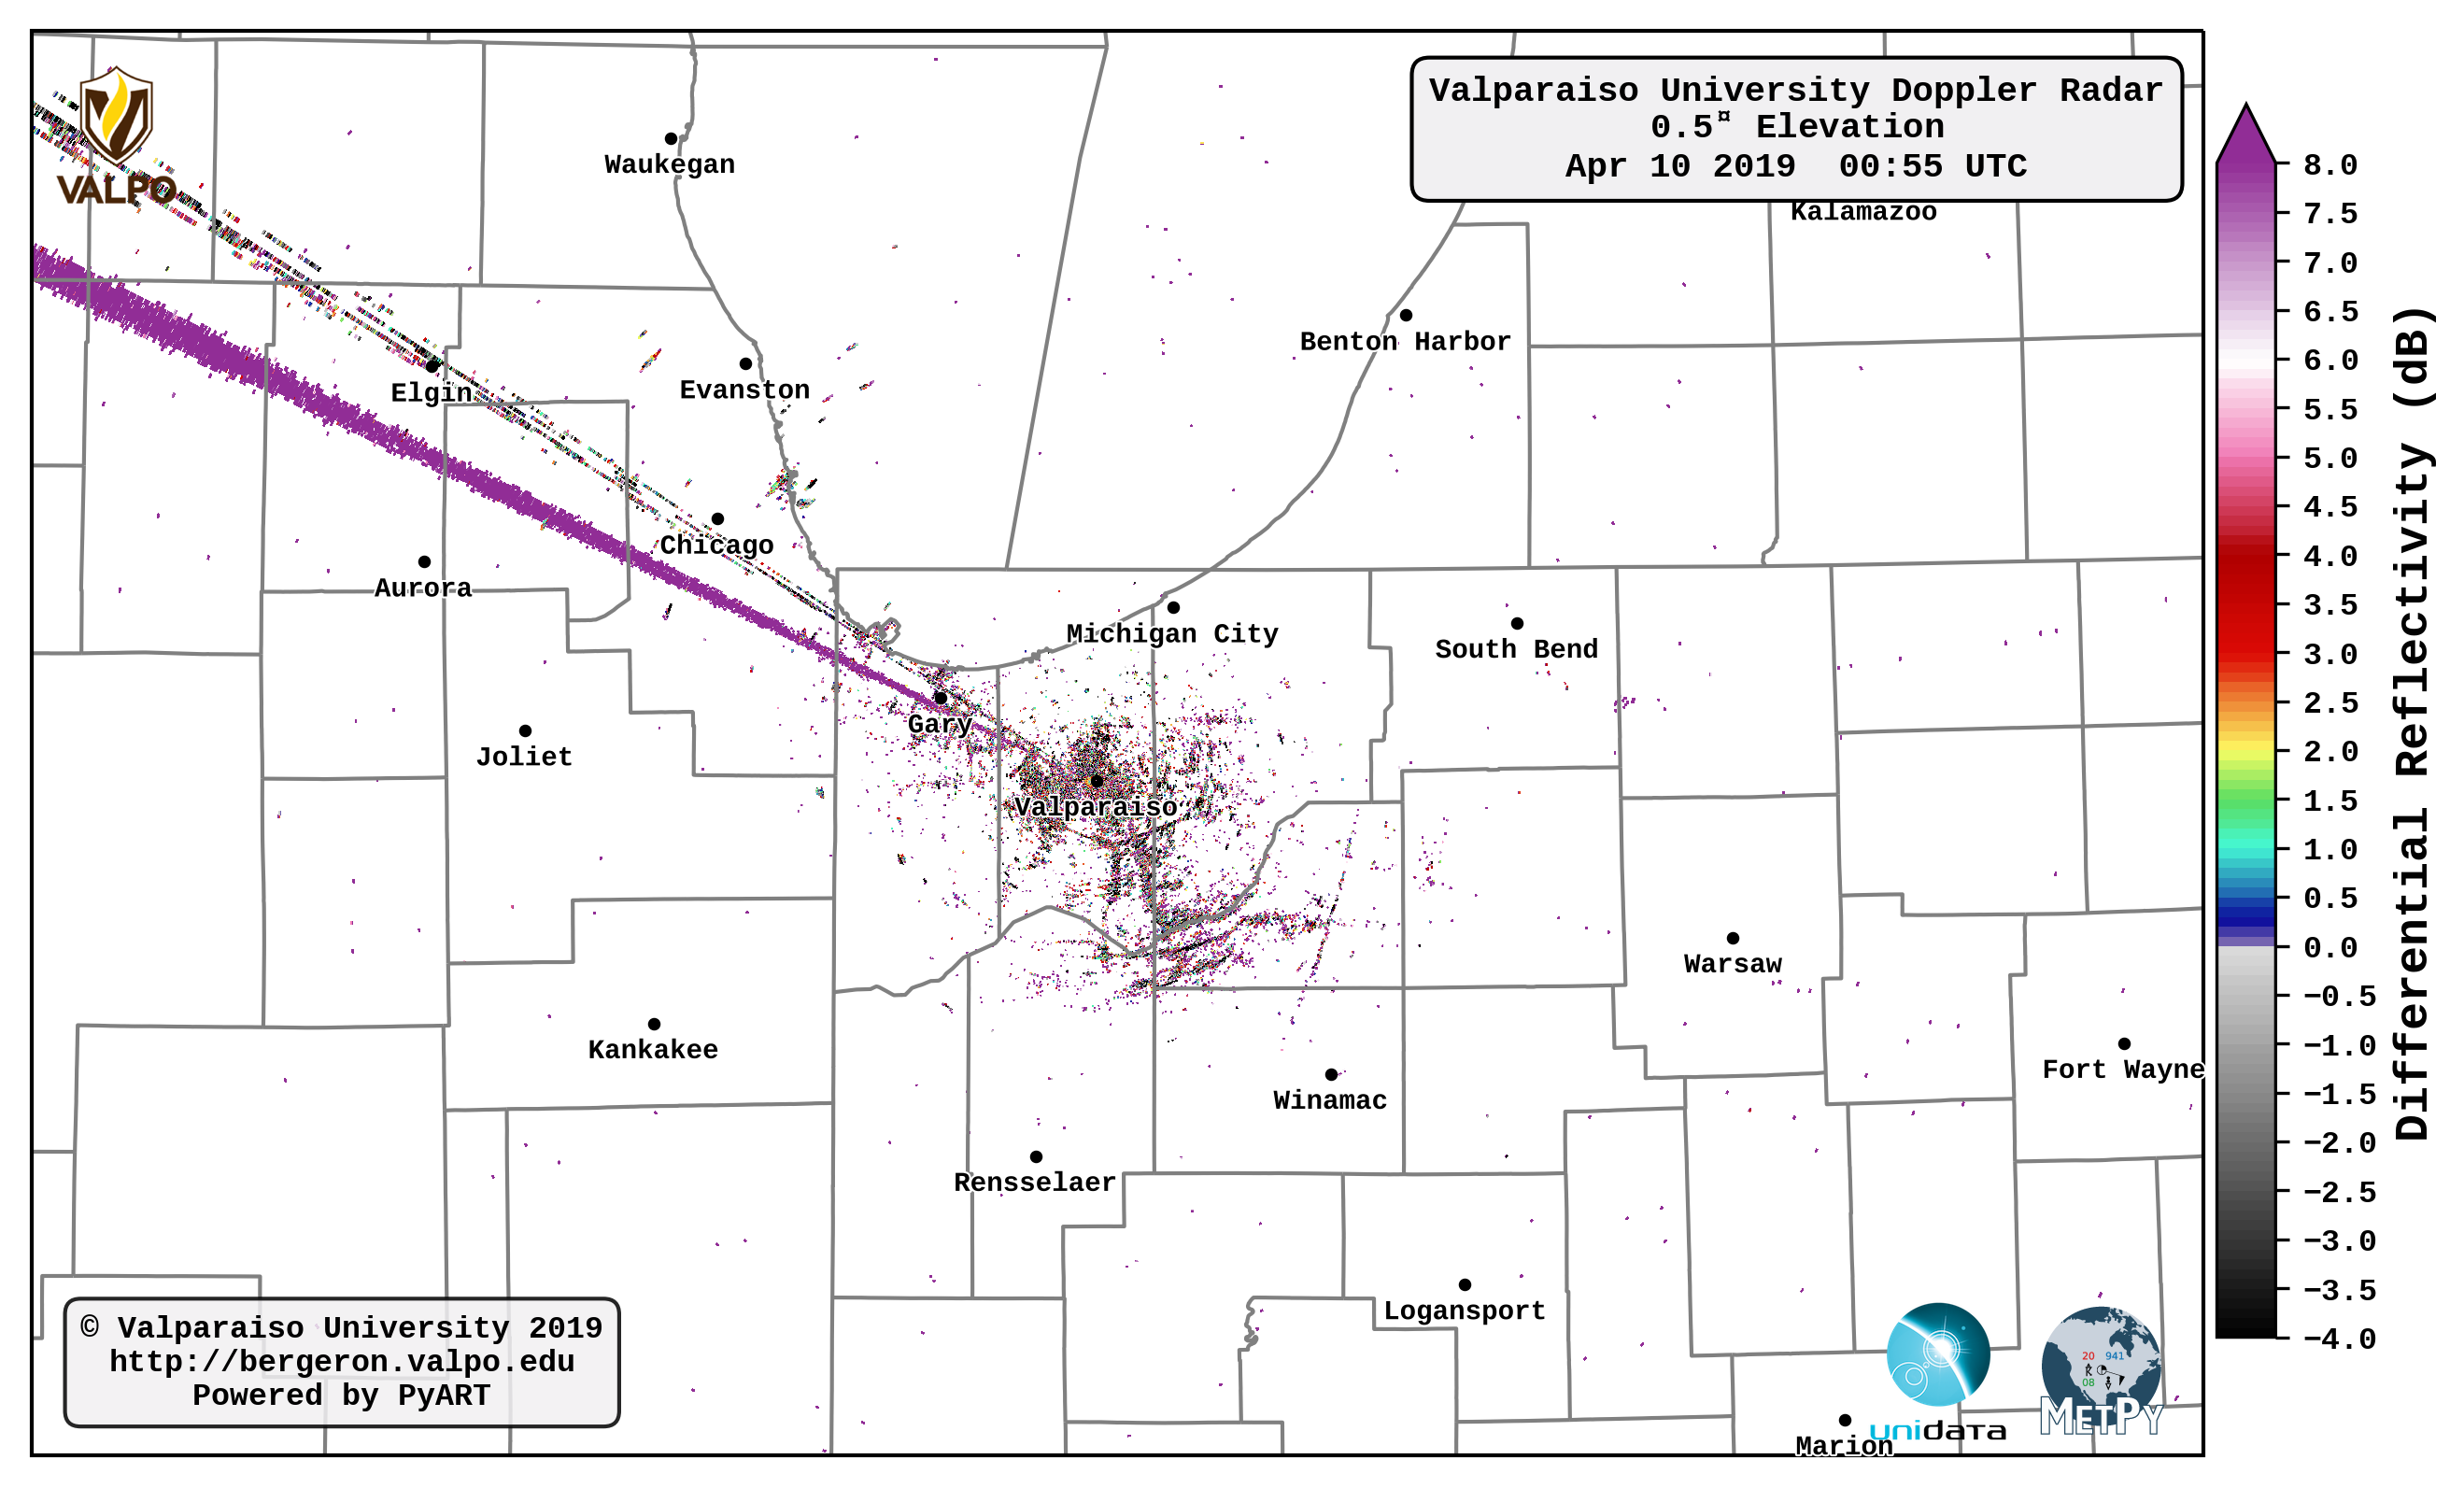 Valparaiso University Doppler Radar
0.5¤ Elevation
Apr 10 2019 00:55 UTC
VALPO
Waukegan
Kalamazoo
Benton Harbor
Elgin
Evanston
Chicago
Aurora
Michigan City
South Bend
Gary
Joliet
Valparaiso
Warsaw
Kankakee
Fort Wayne
Winamac
Rensselaer
Logansport
Marion
© Valparaiso University 2019
http://bergeron.valpo.edu
Powered by PyART
unidata
20 941
08
METPY
8.0
7.5
7.0
6.5
6.0
5.5
5.0
4.5
4.0
3.5
3.0
2.5
2.0
1.5
1.0
0.5
0.0
−0.5
−1.0
−1.5
−2.0
−2.5
−3.0
−3.5
−4.0
Differential Reflectivity (dB)